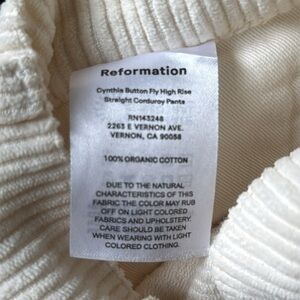 Reformation
Cynthia Button Fly High Rise
Straight Corduroy Pants
RN143248
2263 E VERNON AVE.
VERNON, CA 90058
100% ORGANIC COTTON
DUE TO THE NATURAL
CHARACTERISTICS OF THIS
FABRIC THE COLOR MAY RUB
OFF ON LIGHT COLORED
FABRICS AND UPHOLSTERY.
CARE SHOULD BE TAKEN
WHEN WEARING WITH LIGHT
COLORED CLOTHING.